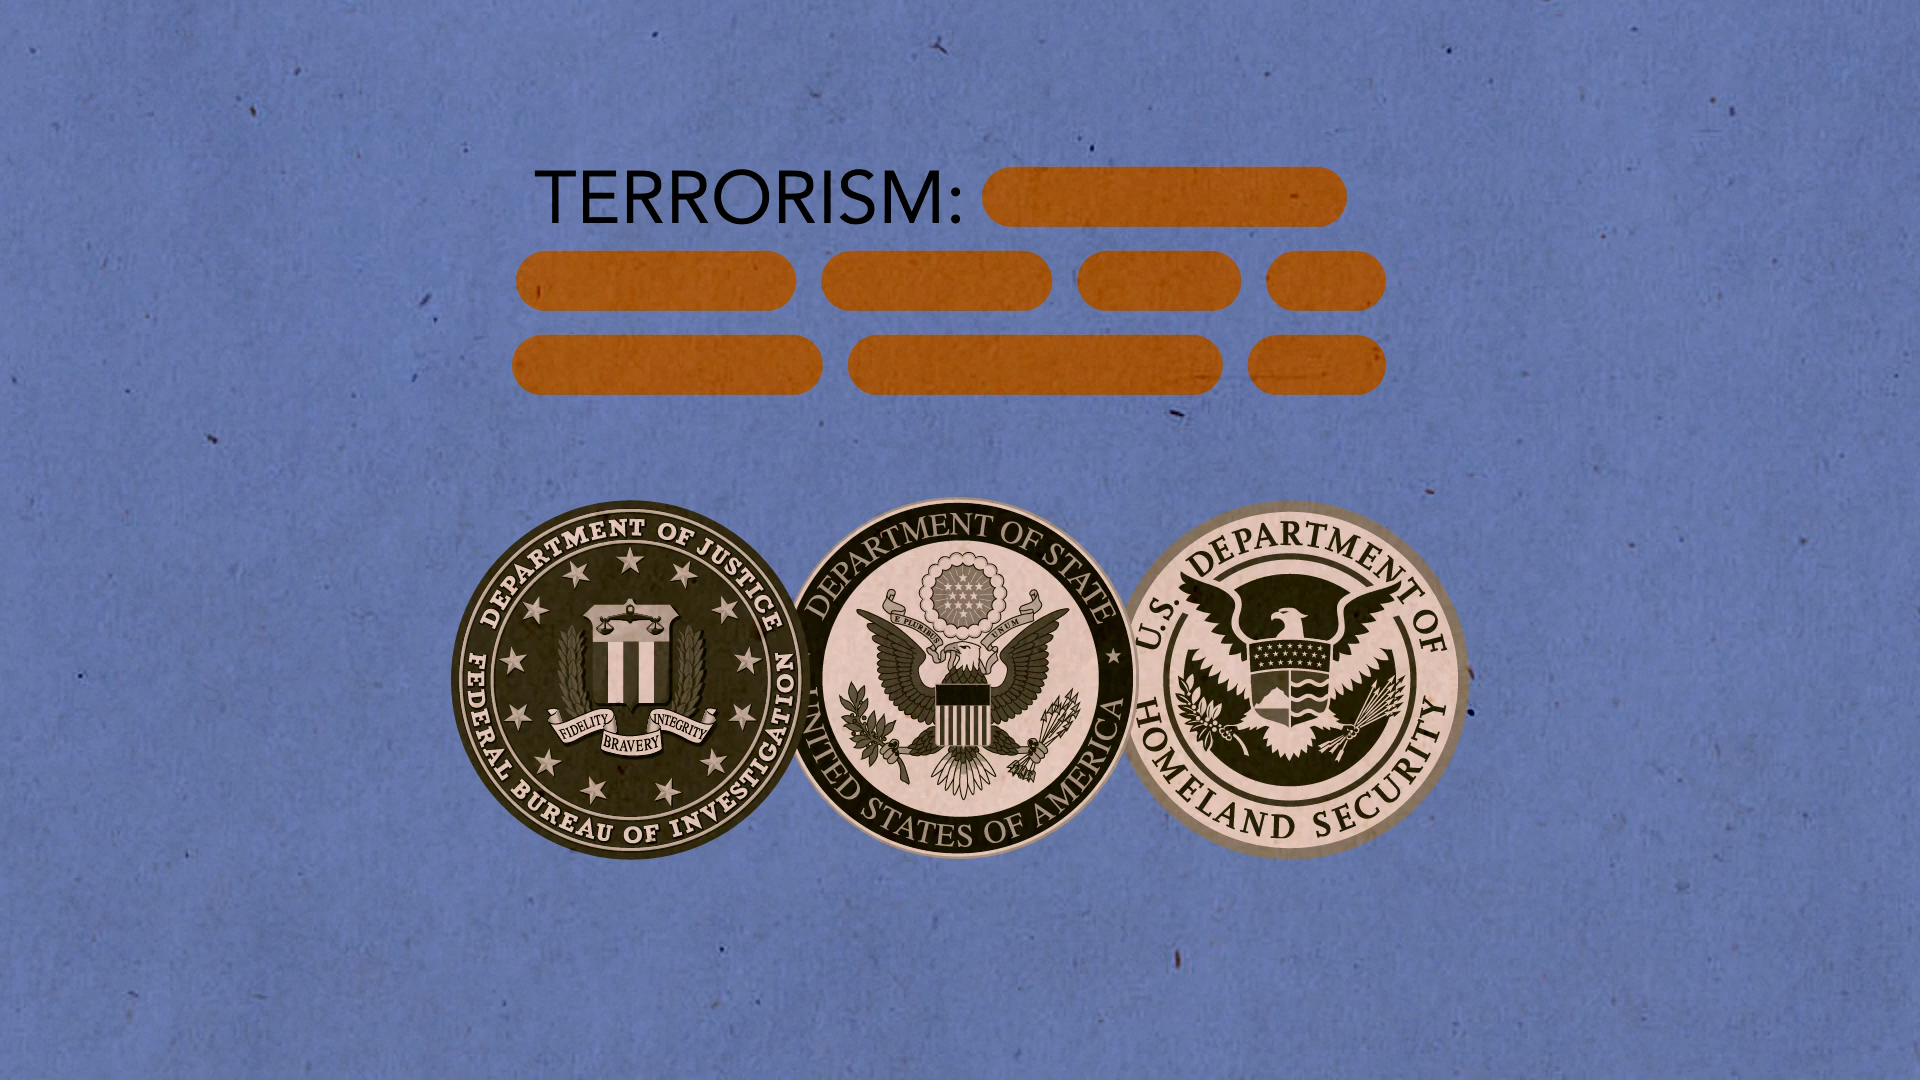 TERRORISM:
DEPARTMENT OF JUSTICE
FEDERAL BUREAU OF INVESTIGATION
FIDELITY BRAVERY INTEGRITY
DEPARTMENT OF STATE
E PLURIBUS UNUM
UNITED STATES OF AMERICA
U.S. DEPARTMENT OF
HOMELAND SECURITY